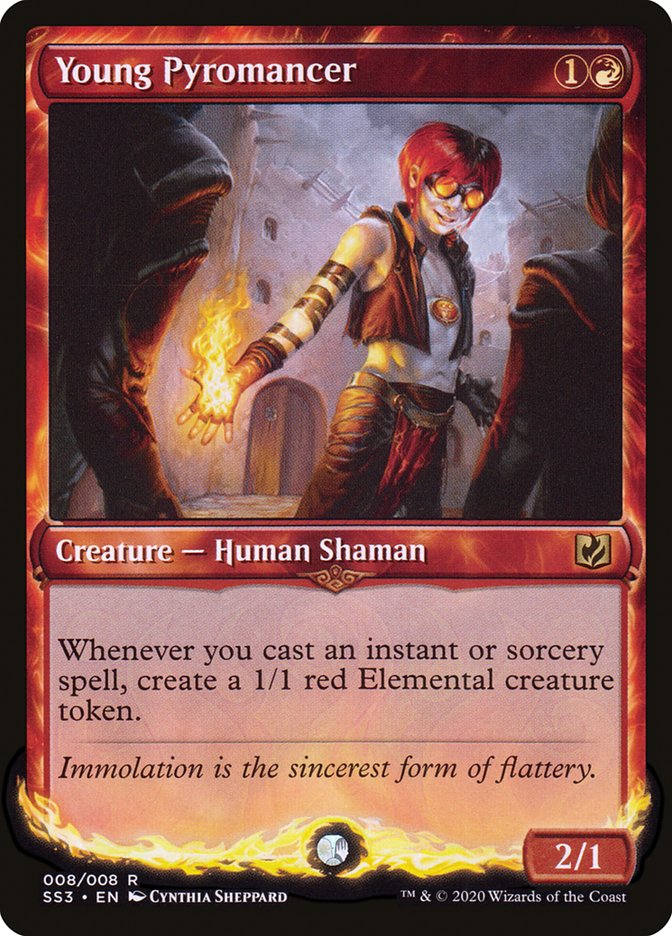 Young Pyromancer 1
Creature — Human Shaman
Whenever you cast an instant or sorcery
spell, create a 1/1 red Elemental creature
token.
Immolation is the sincerest form of flattery.
2/1
008/008 R
SS3 • EN Cynthia Sheppard
™ & © 2020 Wizards of the Coast